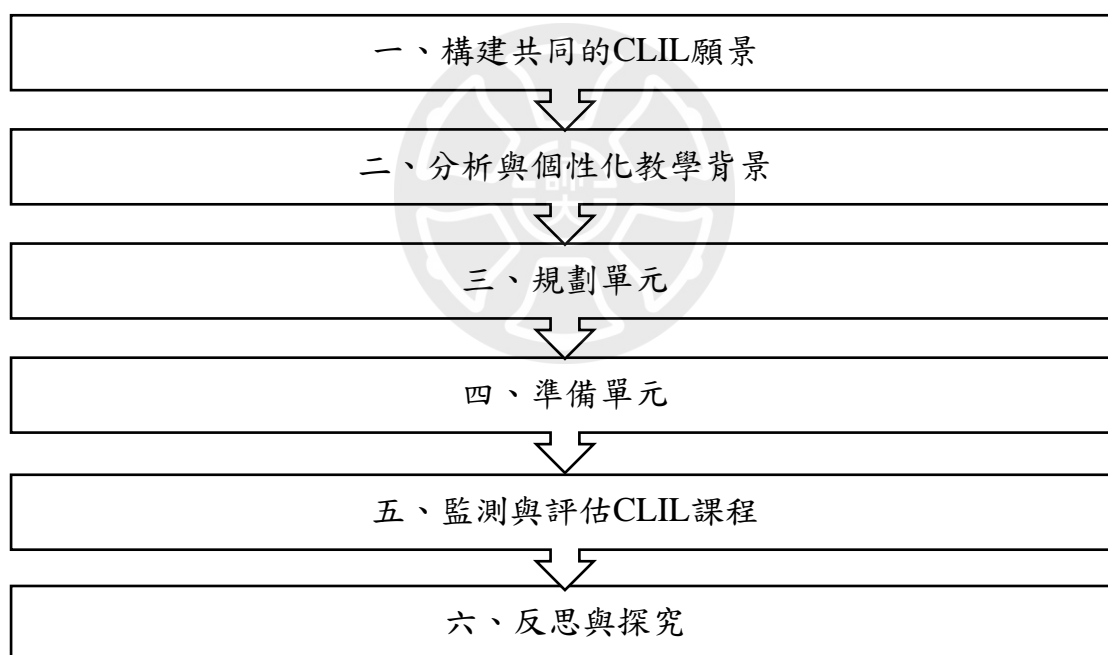 一、構建共同的CLIL願景
二、分析與個性化教學背景
師大
三、規劃單元
四、準備單元
五、監測與評估CLIL課程
六、反思與探究